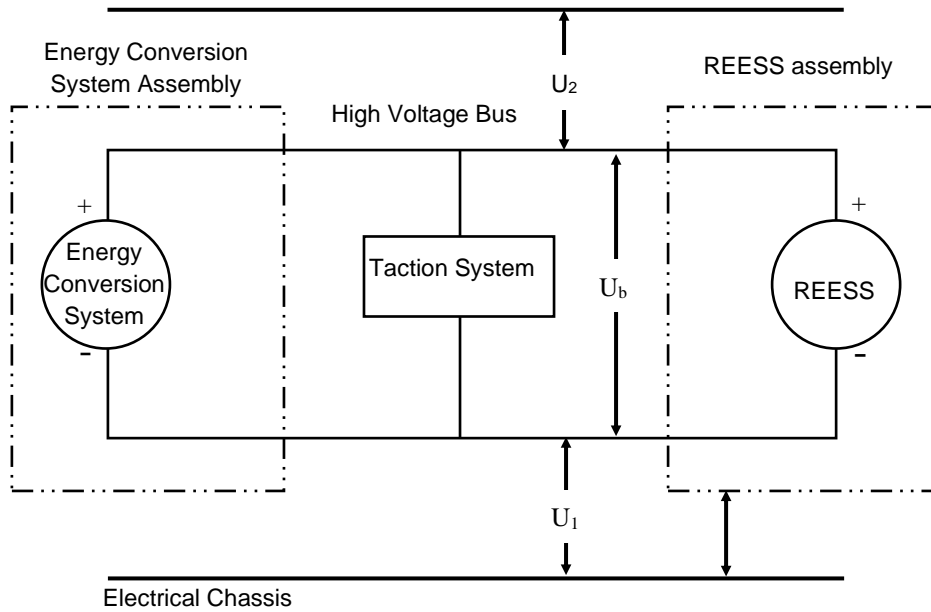 Energy Conversion
System Assembly
U2
REESS assembly
High Voltage Bus
+
+
Energy
Conversion
System
Taction System
Ub
REESS
-
-
U1
Electrical Chassis